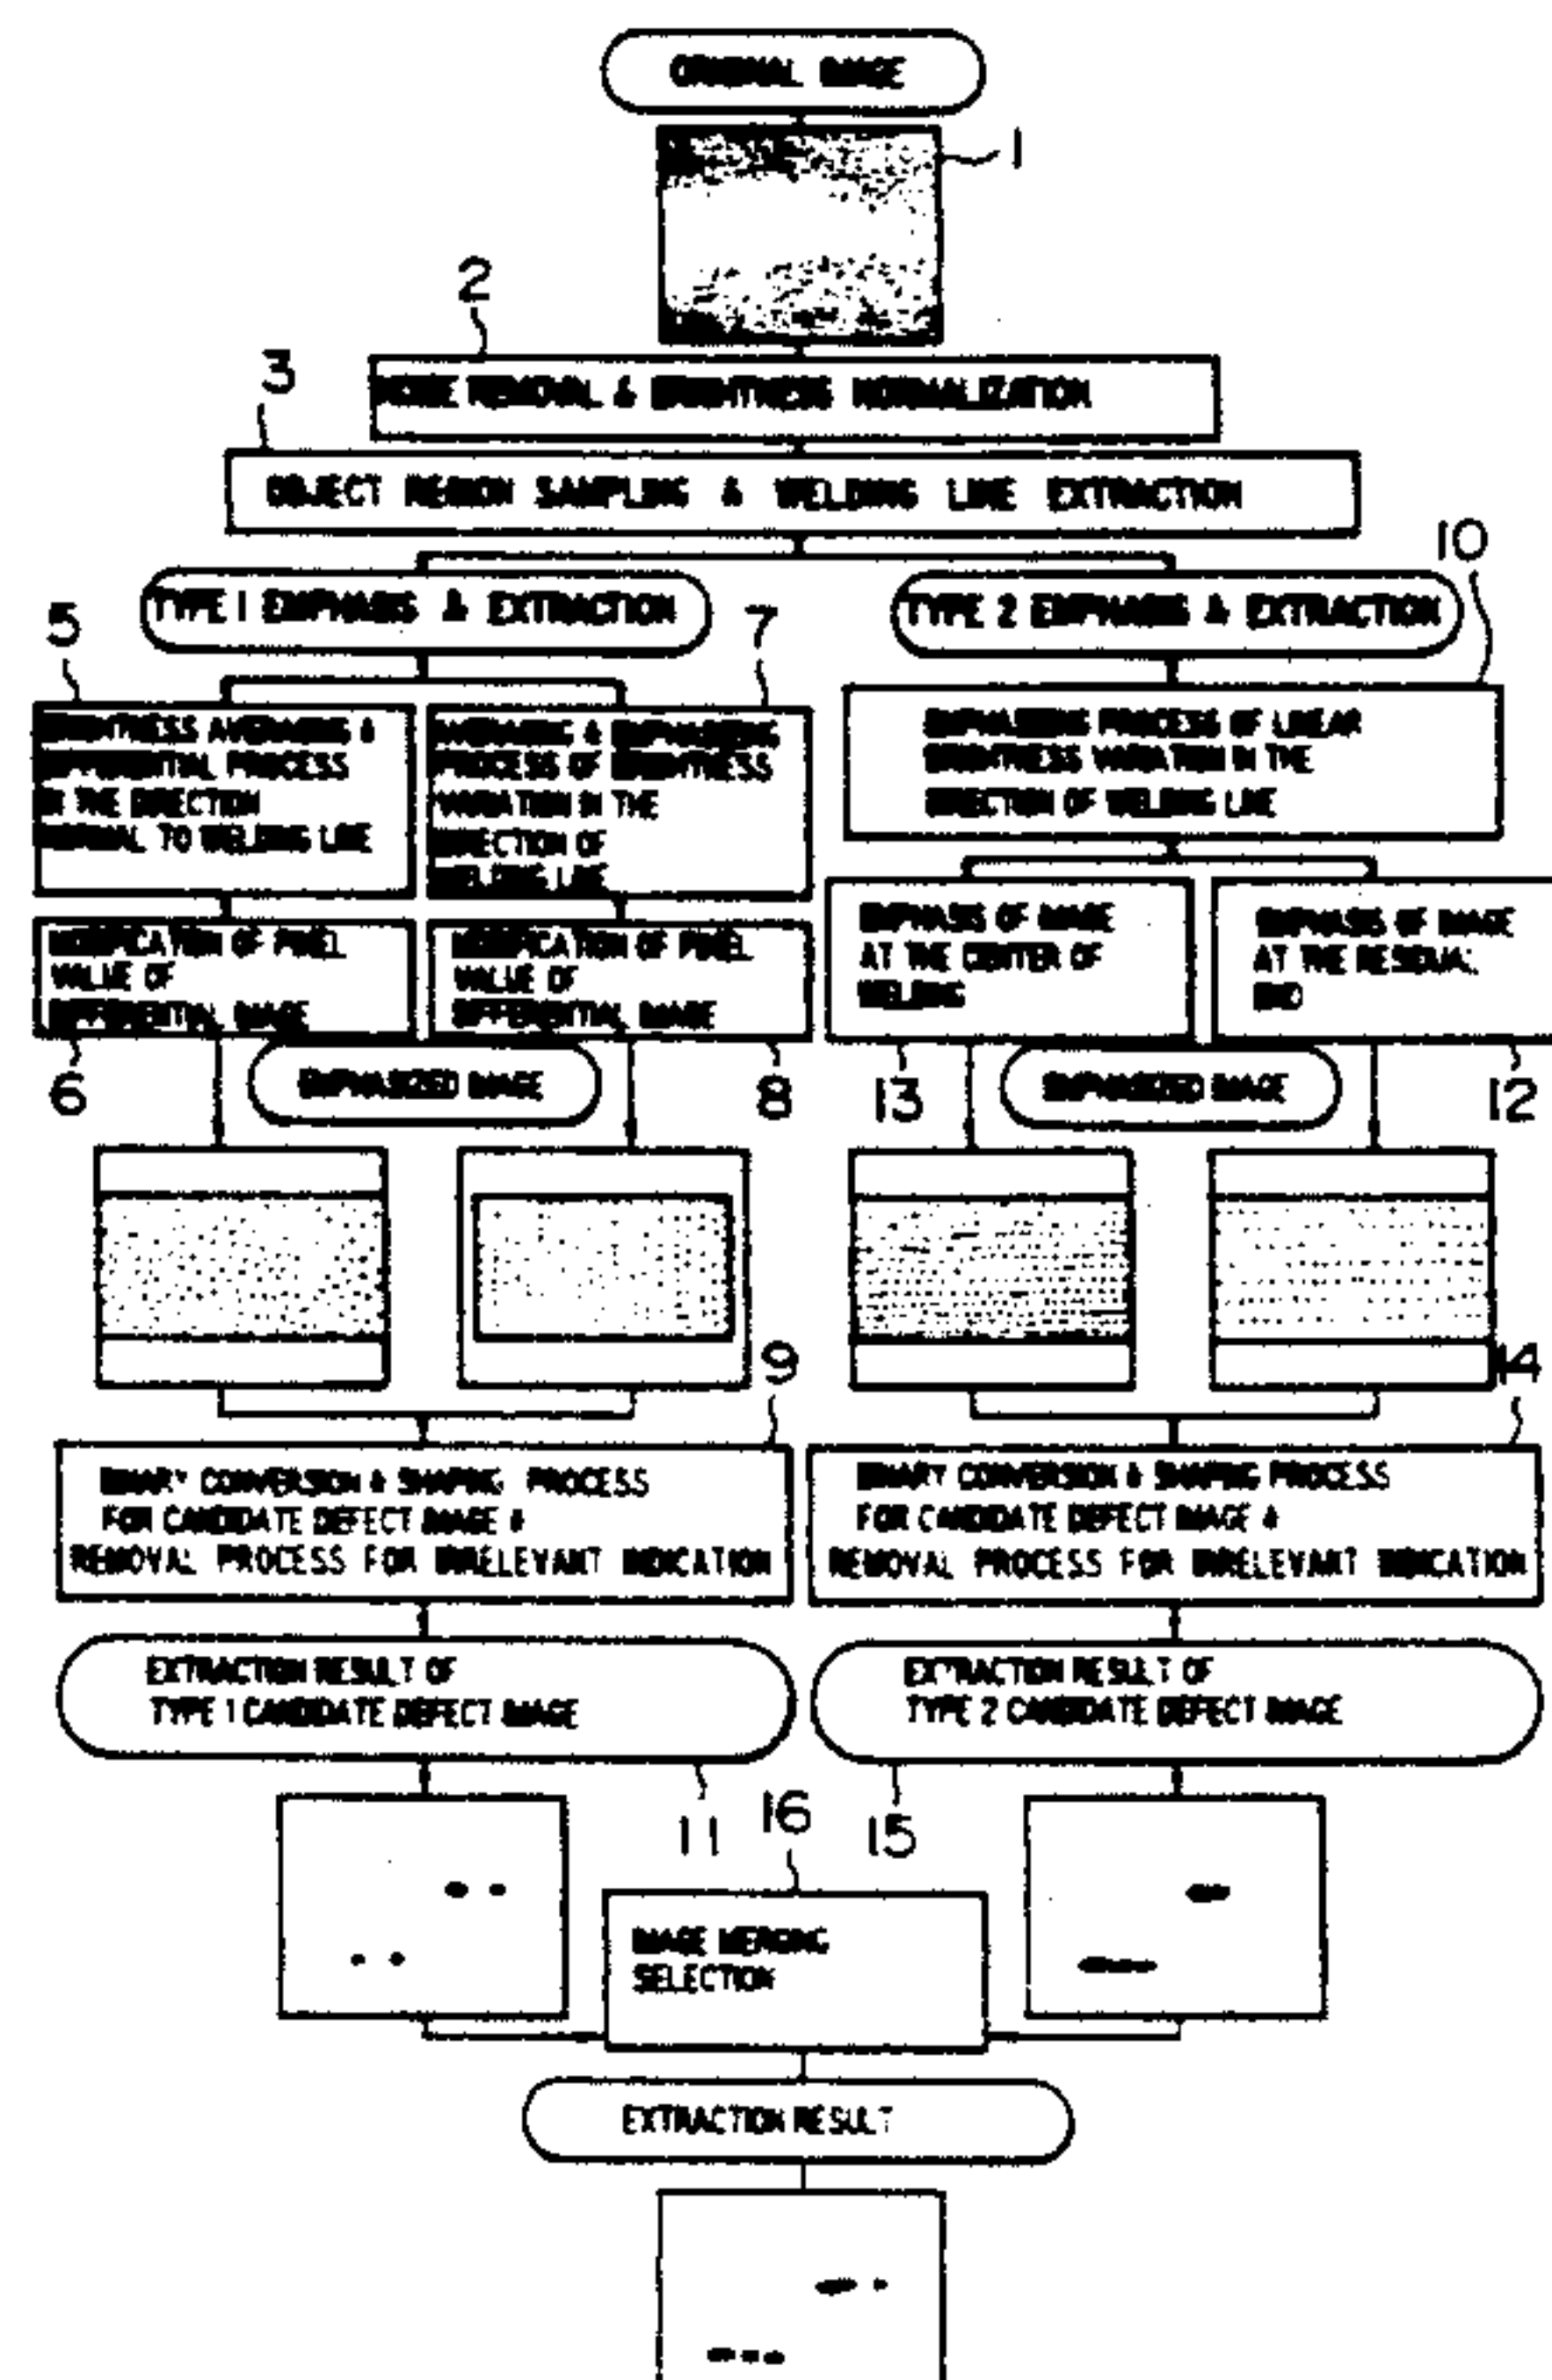 ORIGINAL IMAGE
1
2
NOISE REMOVAL & BRIGHTNESS NORMALIZATION
3
OBJECT REGION SAMPLING & WELDING LINE EXTRACTION
TYPE 1 EMPHASIS & EXTRACTION
5
BRIGHTNESS AVERAGING &
DIFFERENTIAL PROCESS
IN THE DIRECTION
NORMAL TO WELDING LINE
7
AVERAGING & EMPHASIZING
PROCESS OF BRIGHTNESS
VARIATION IN THE
DIRECTION OF
WELDING LINE
MODIFICATION OF PIXEL
VALUE OF
DIFFERENTIAL IMAGE
6
MODIFICATION OF PIXEL
VALUE OF
DIFFERENTIAL IMAGE
8
EMPHASIZED IMAGE
10
TYPE 2 EMPHASIS & EXTRACTION
EMPHASIZING PROCESS OF LINEAR
BRIGHTNESS VARIATION IN THE
DIRECTION OF WELDING LINE
EMPHASIS OF IMAGE
AT THE CENTER OF
WELDING
13
EMPHASIS OF IMAGE
AT THE RESIDUAL
END
12
EMPHASIZED IMAGE
9
BINARY CONVERSION & SHAPING PROCESS
FOR CANDIDATE DEFECT IMAGE &
REMOVAL PROCESS FOR IRRELEVANT INDICATION
14
BINARY CONVERSION & SHAPING PROCESS
FOR CANDIDATE DEFECT IMAGE &
REMOVAL PROCESS FOR IRRELEVANT INDICATION
EXTRACTION RESULT OF
TYPE 1 CANDIDATE DEFECT IMAGE
11
EXTRACTION RESULT OF
TYPE 2 CANDIDATE DEFECT IMAGE
15
16
IMAGE MERGING
SELECTION
EXTRACTION RESULT